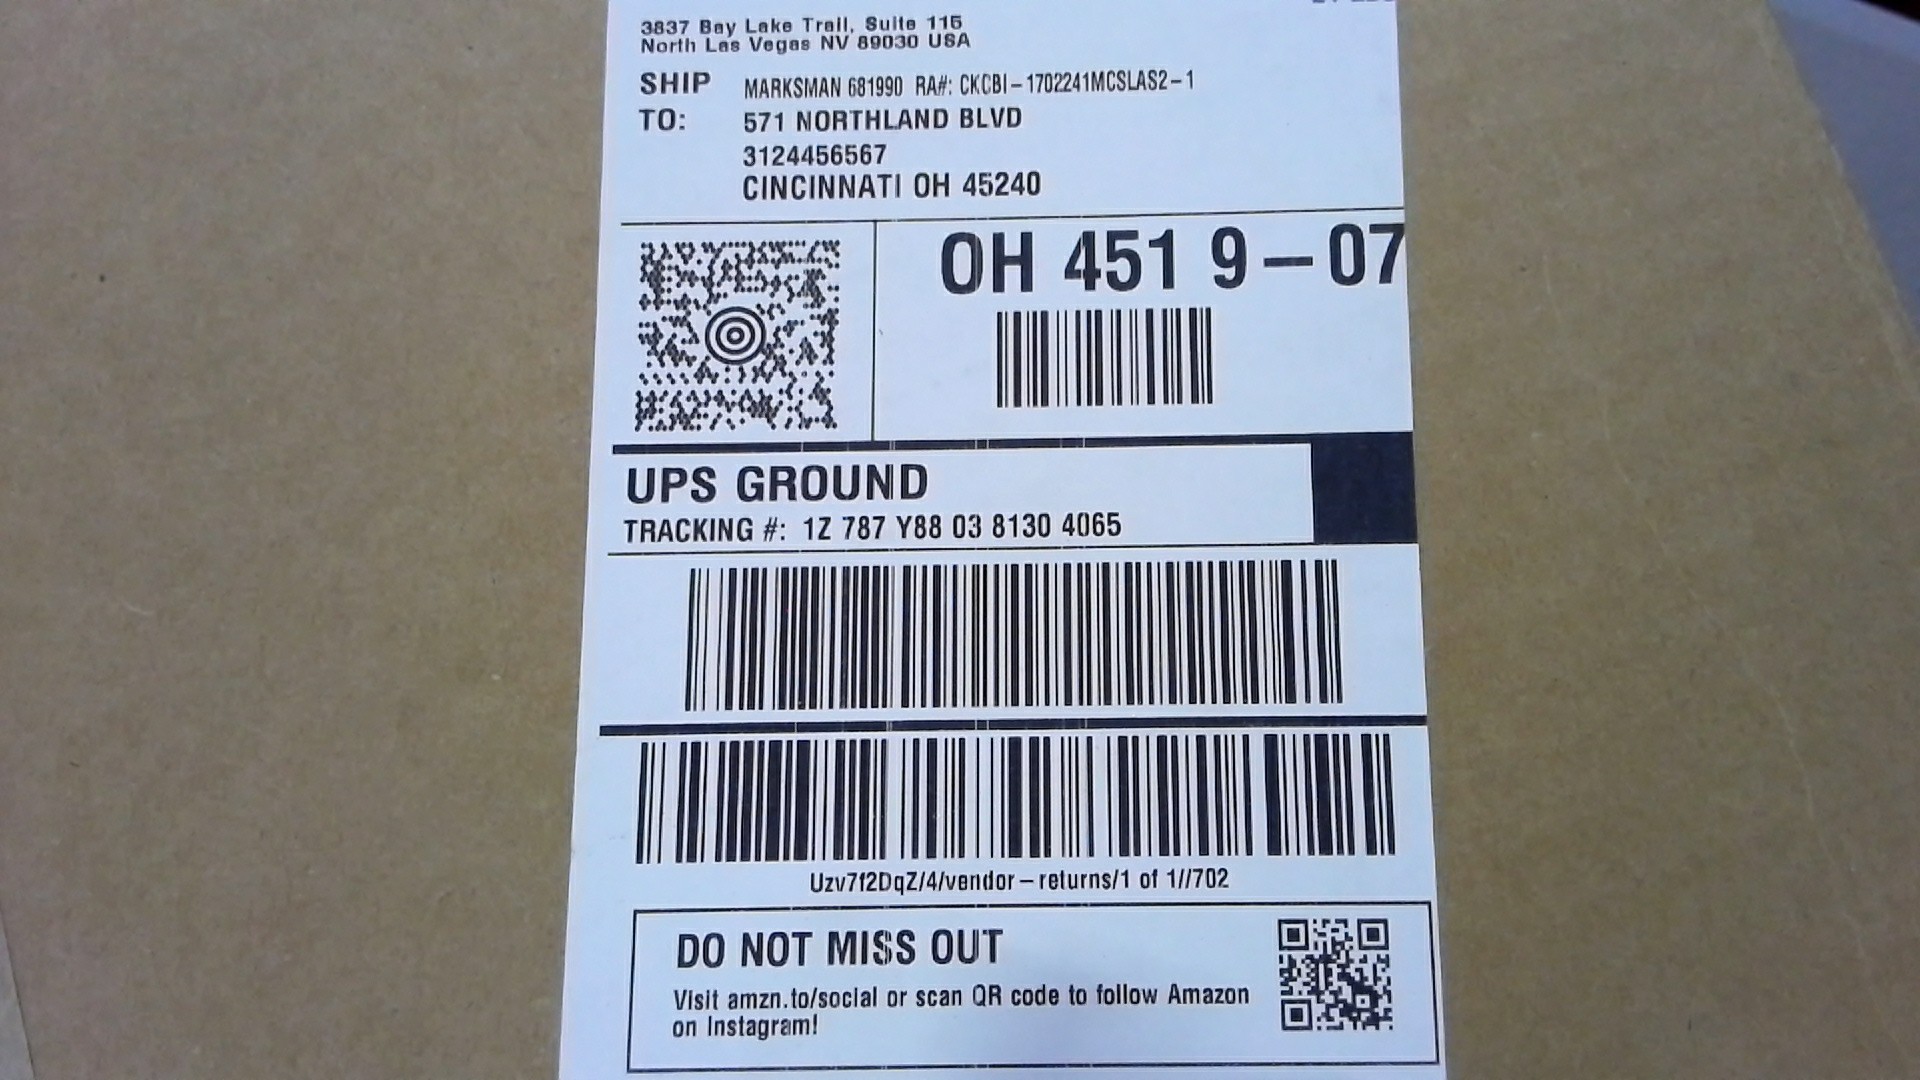 3837 Bay Lake Trail, Suite 115
North Las Vegas NV 89030 USA
SHIP MARKSMAN 681990 RA#: CKCBI-1702241MCSLAS2-1
TO: 571 NORTHLAND BLVD
3124456567
CINCINNATI OH 45240
OH 451 9-07
UPS GROUND
TRACKING #: 1Z 787 Y88 03 8130 4065
Uzv7f2DqZ/4/vendor-returns/1 of 1//702
DO NOT MISS OUT
Visit amzn.to/social or scan QR code to follow Amazon
on Instagram!